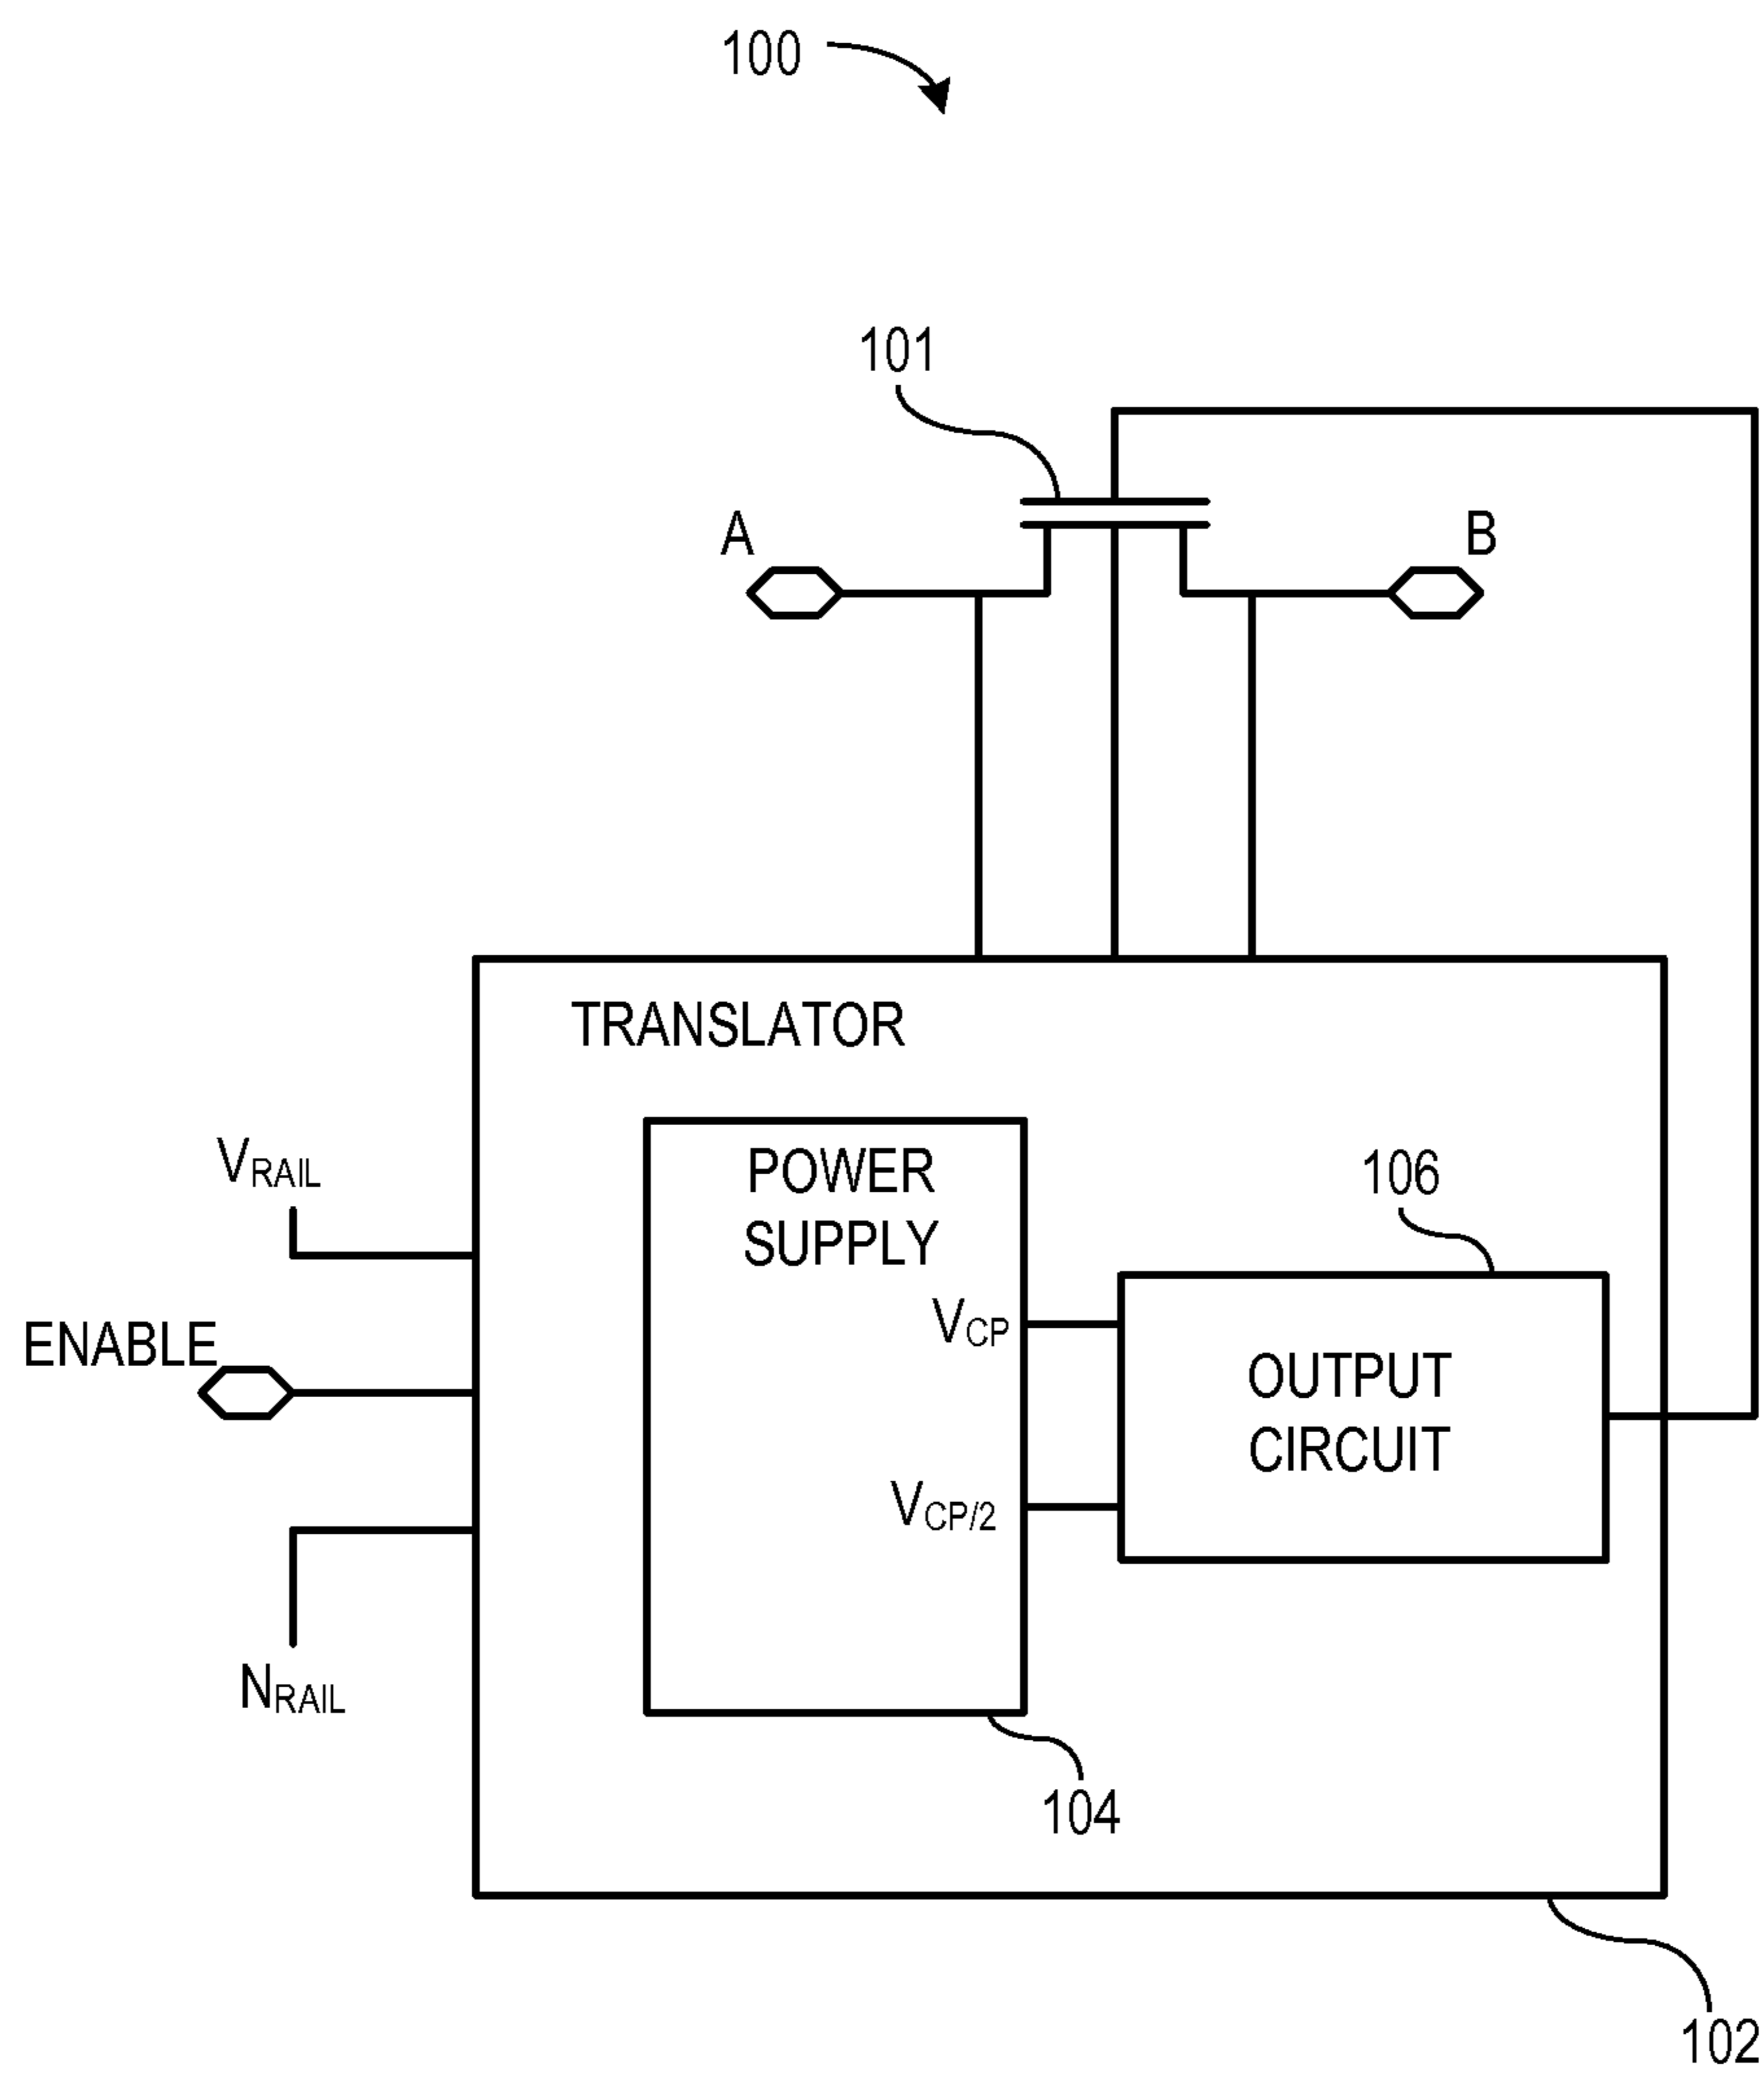 100
101
A
B
TRANSLATOR
VRAIL
POWER
SUPPLY
106
VCP
ENABLE
OUTPUT
CIRCUIT
VCP/2
NRAIL
104
102